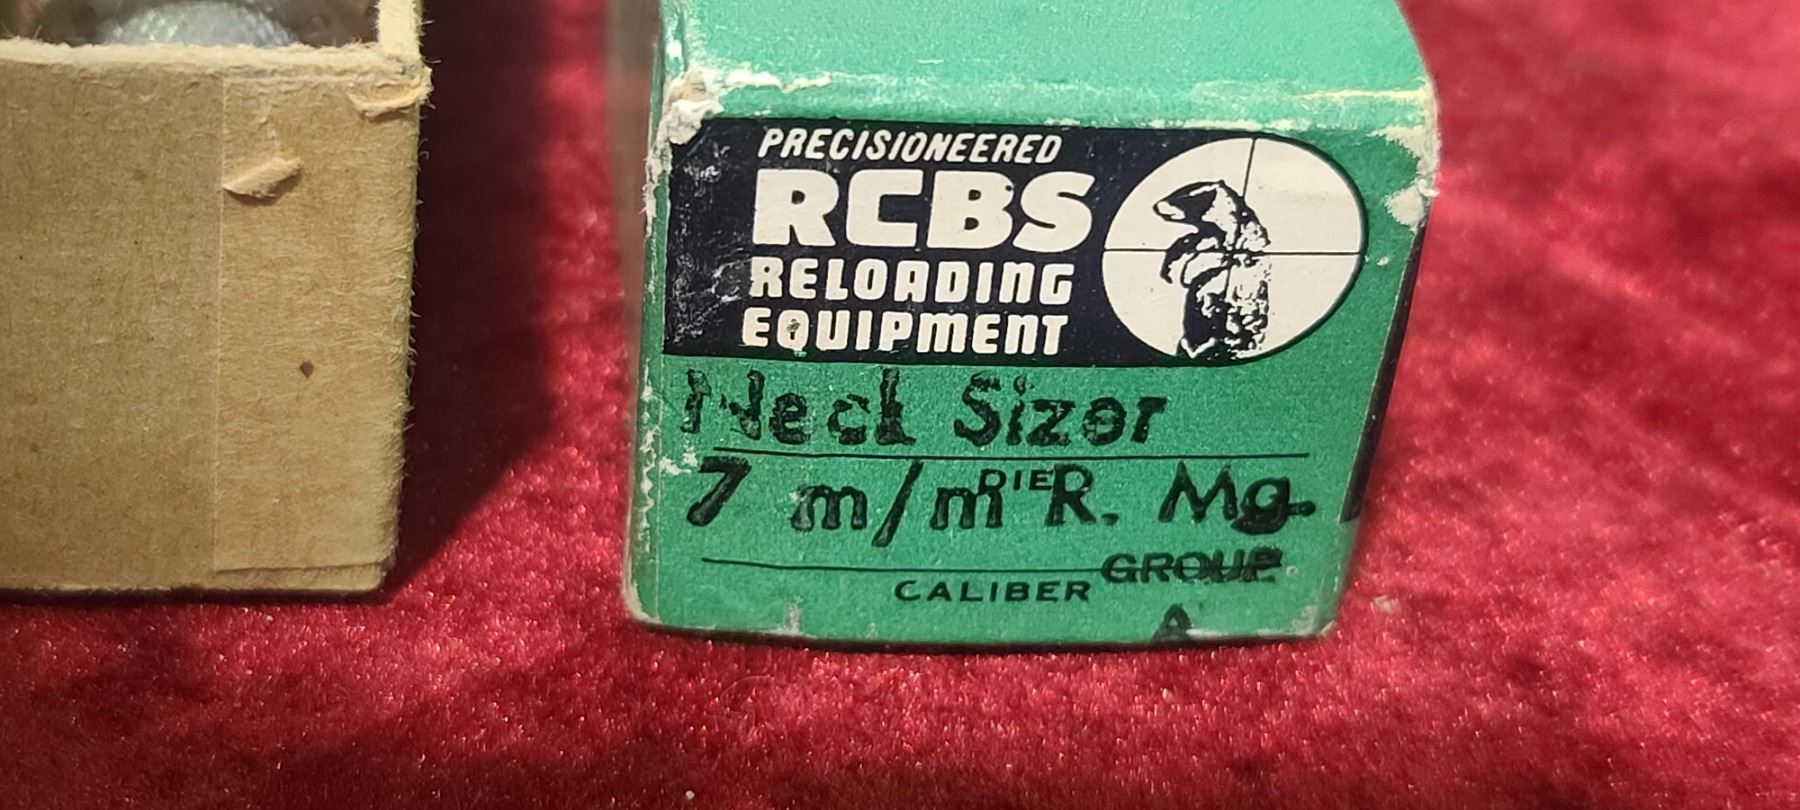 PRECISIONEERED
RCBS
RELOADING
EQUIPMENT
Neck Sizer
DIE
7 m/m R. Mg.
GROUP
CALIBER
A